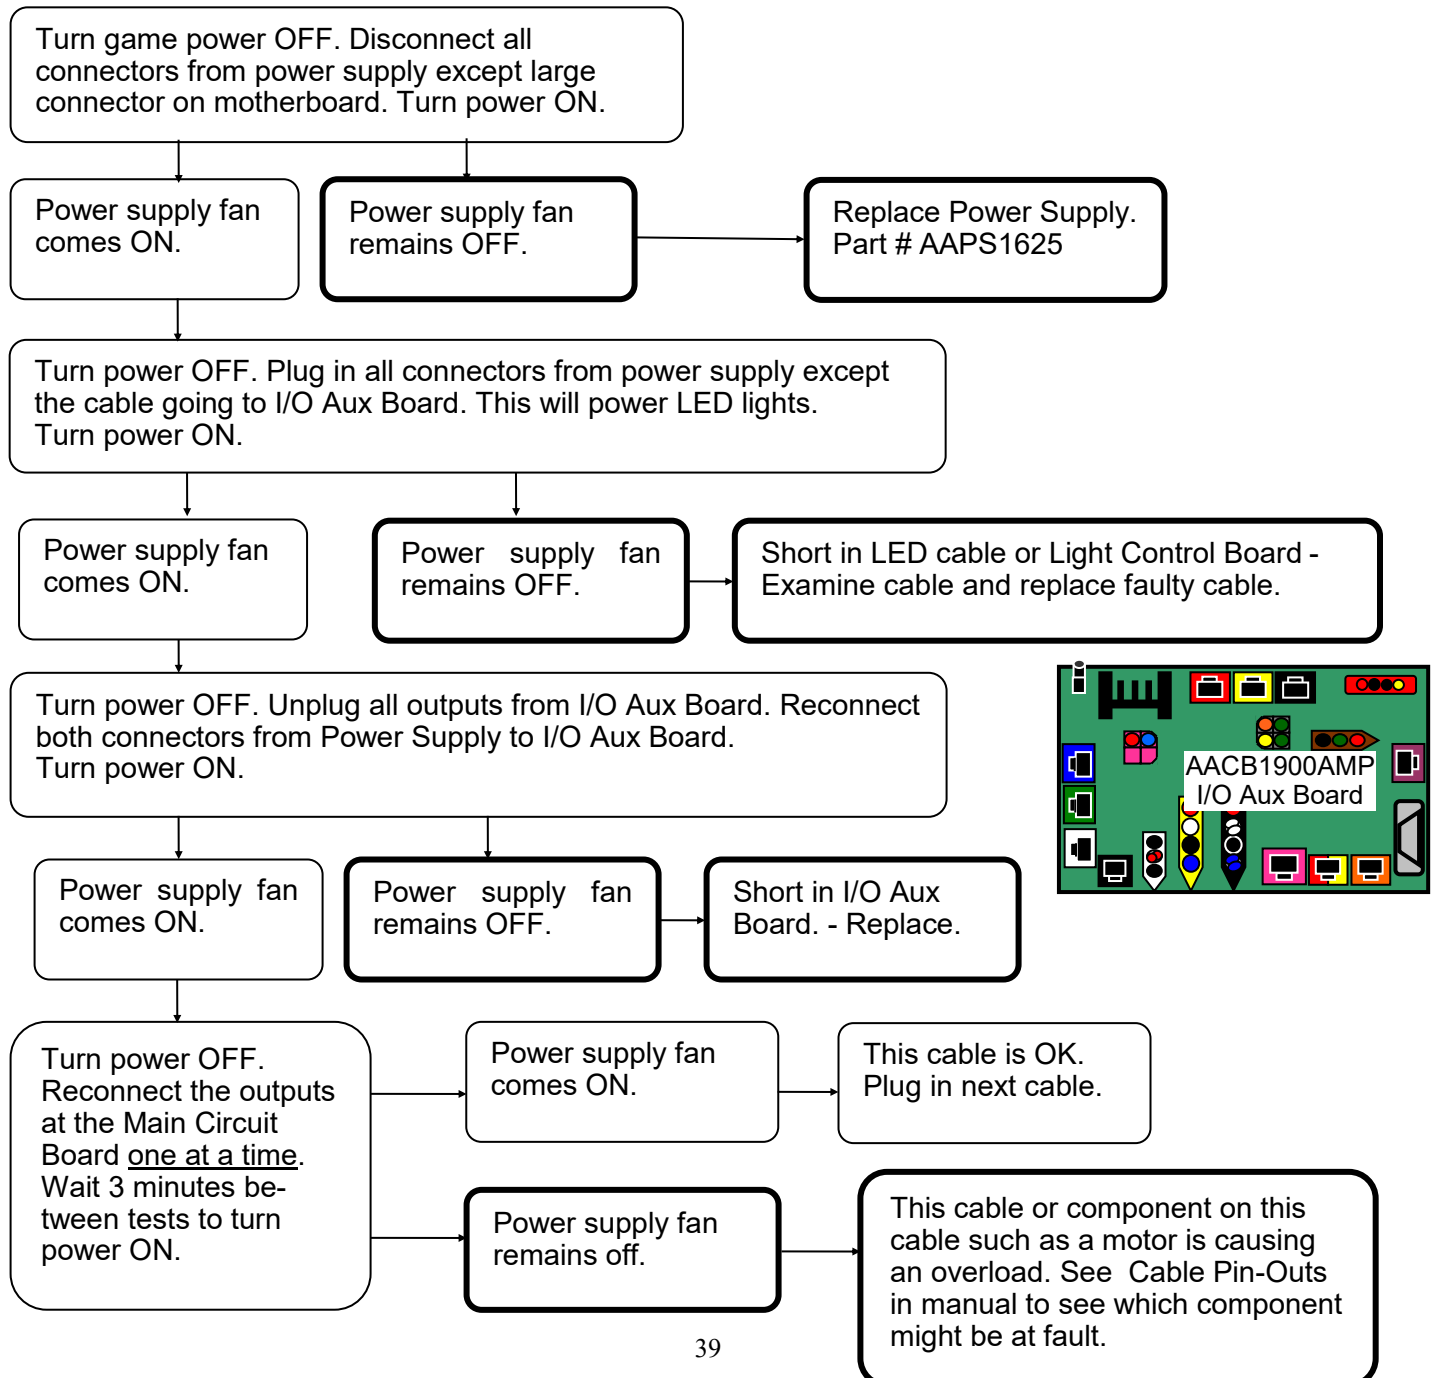 Turn game power OFF. Disconnect all
connectors from power supply except large
connector on motherboard. Turn power ON.
Power supply fan
comes ON.
Power supply fan
remains OFF.
Replace Power Supply.
Part # AAPS1625
Turn power OFF. Plug in all connectors from power supply except
the cable going to I/O Aux Board. This will power LED lights.
Turn power ON.
Power supply fan
comes ON.
Power supply fan
remains OFF.
Short in LED cable or Light Control Board -
Examine cable and replace faulty cable.
Turn power OFF. Unplug all outputs from I/O Aux Board. Reconnect
both connectors from Power Supply to I/O Aux Board.
Turn power ON.
AACB1900AMP
I/O Aux Board
Power supply fan
comes ON.
Power supply fan
remains OFF.
Short in I/O Aux
Board. - Replace.
Turn power OFF.
Reconnect the outputs
at the Main Circuit
Board one at a time.
Wait 3 minutes be-
tween tests to turn
power ON.
Power supply fan
comes ON.
This cable is OK.
Plug in next cable.
Power supply fan
remains off.
This cable or component on this
cable such as a motor is causing
an overload. See Cable Pin-Outs
in manual to see which component
might be at fault.
39